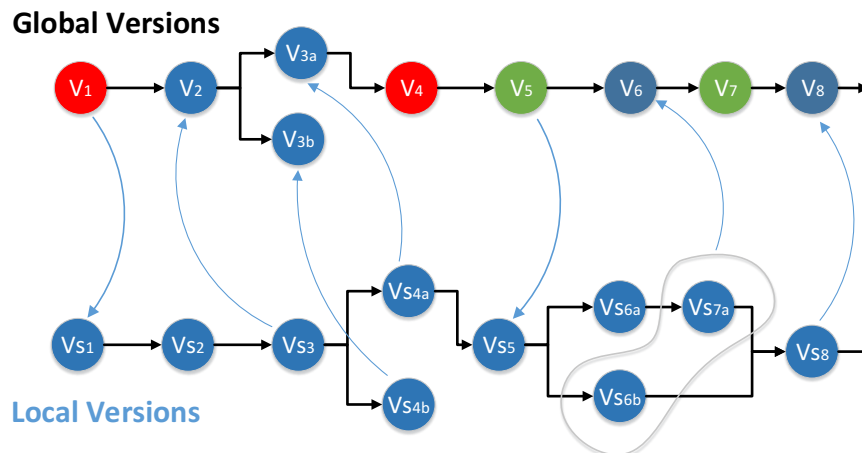 Global Versions
V1
V2
V3a
V3b
V4
V5
V6
V7
V8
Vs1
Vs2
Vs3
Vs4a
Vs4b
Vs5
Vs6a
Vs6b
Vs7a
Vs8
Local Versions